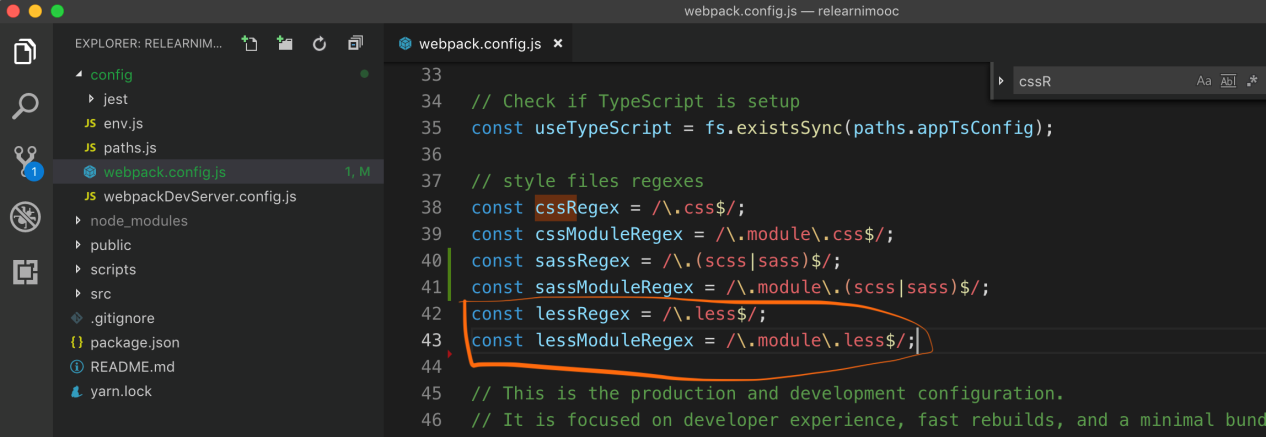 webpack.config.js — relearnimooc
EXPLORER: RELEARNIM...
config
jest
JS env.js
JS paths.js
webpack.config.js 1, M
JS webpackDevServer.config.js
node_modules
public
scripts
src
.gitignore
{} package.json
README.md
yarn.lock
1
webpack.config.js ×
cssR Aa Abl .*
33
34 // Check if TypeScript is setup
35 const useTypeScript = fs.existsSync(paths.appTsConfig);
36
37 // style files regexes
38 const cssRegex = /\.css$/;
39 const cssModuleRegex = /\.module\.css$/;
40 const sassRegex = /\.(scss|sass)$/;
41 const sassModuleRegex = /\.module\.(scss|sass)$/;
42 const lessRegex = /\.less$/;
43 const lessModuleRegex = /\.module\.less$/;
44
45 // This is the production and development configuration.
46 // It is focused on developer experience, fast rebuilds, and a minimal bund